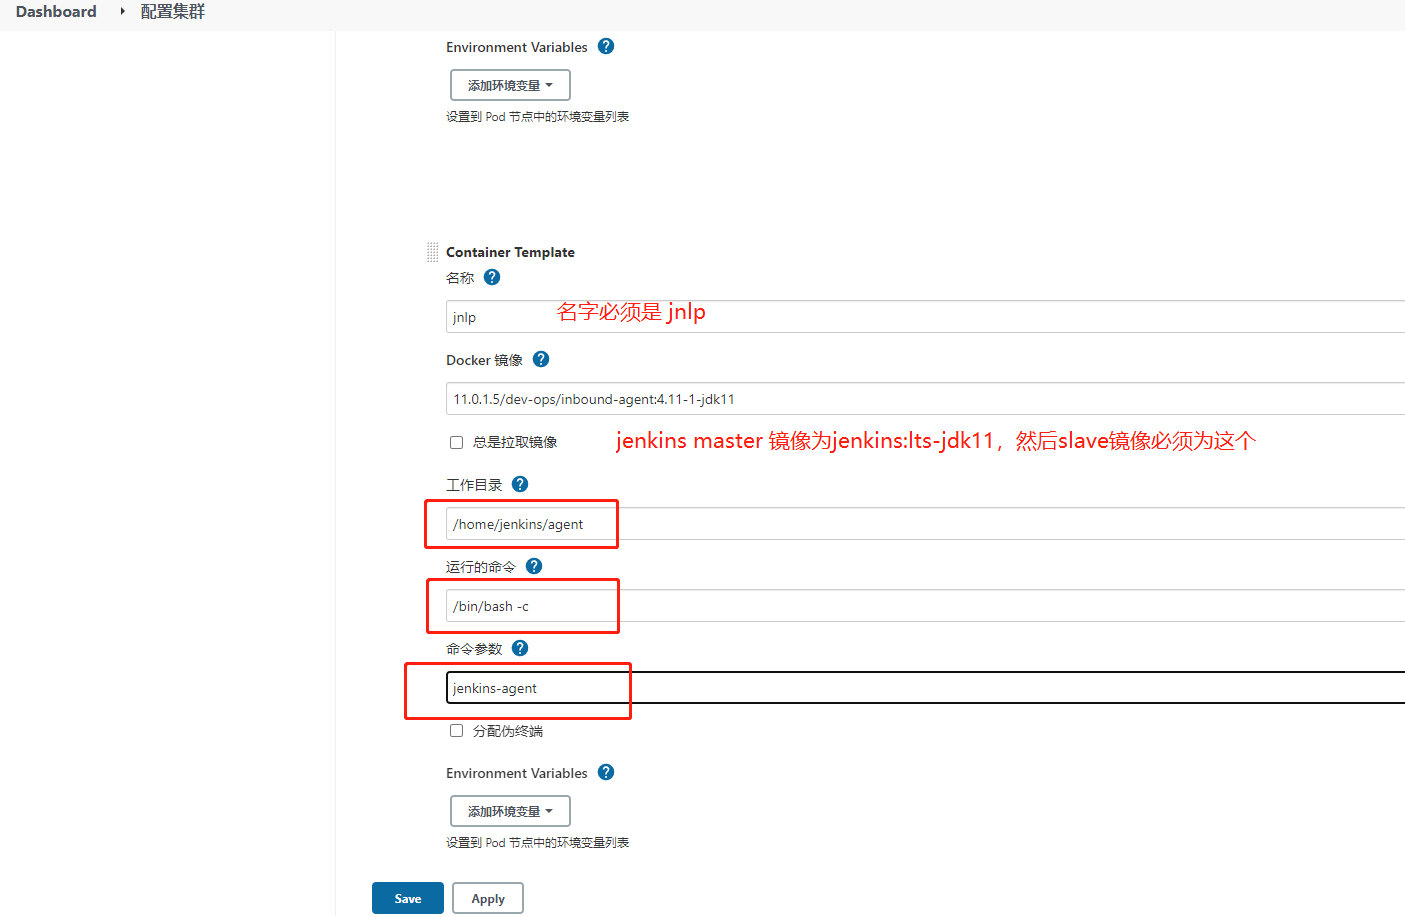 Dashboard 配置集群
Environment Variables
添加环境变量
设置到 Pod 节点中的环境变量列表
Container Template
名称
jnlp 名字必须是 jnlp
Docker 镜像
11.0.1.5/dev-ops/inbound-agent:4.11-1-jdk11
总是拉取镜像 jenkins master 镜像为jenkins:lts-jdk11，然后slave镜像必须为这个
工作目录
/home/jenkins/agent
运行的命令
/bin/bash -c
命令参数
jenkins-agent
分配伪终端
Environment Variables
添加环境变量
设置到 Pod 节点中的环境变量列表
Save Apply